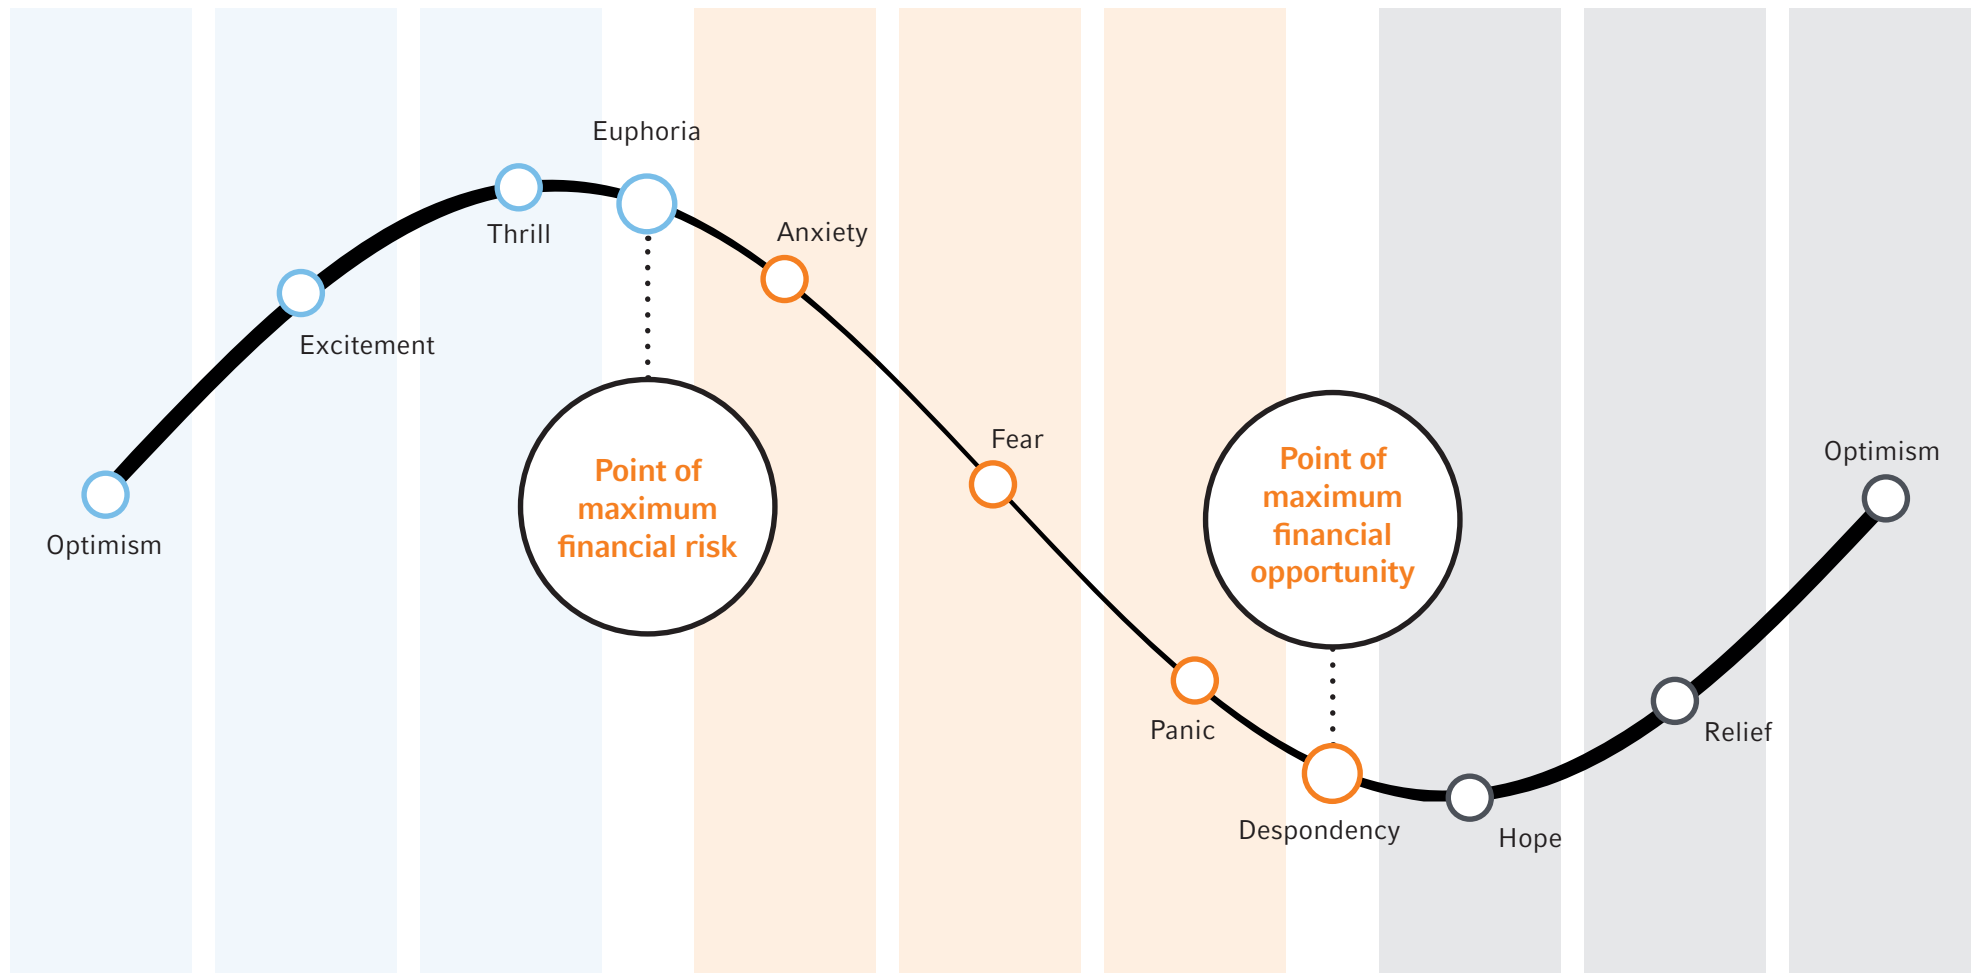 Optimism
Excitement
Thrill
Euphoria
Point of
maximum
financial risk
Anxiety
Fear
Panic
Point of
maximum
financial
opportunity
Despondency
Hope
Relief
Optimism